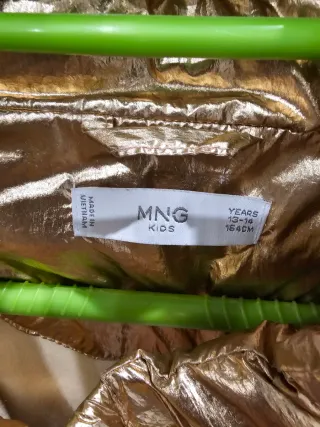 MADE IN
VIETNAM
MNG
KIDS
YEARS
13-14
164CM